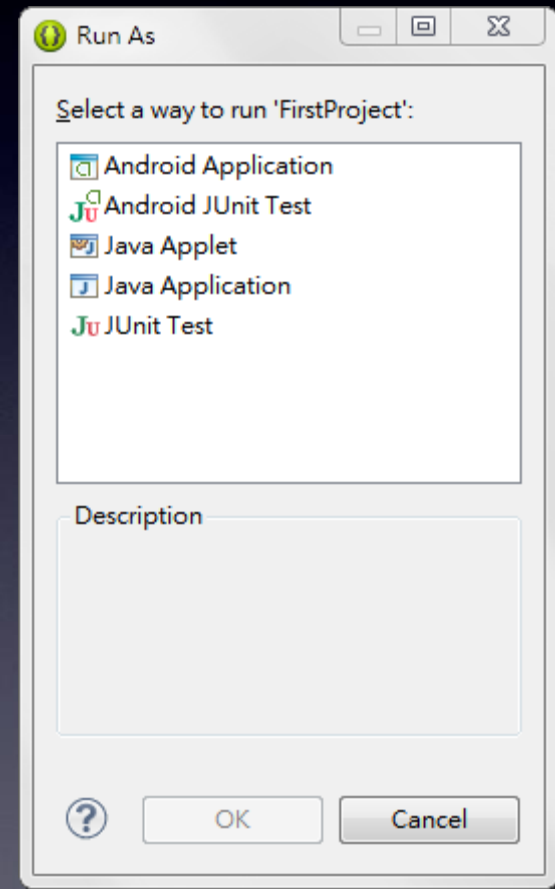 Run As
Select a way to run 'FirstProject':
Android Application
Android JUnit Test
Java Applet
Java Application
JUnit Test
Description
OK
Cancel